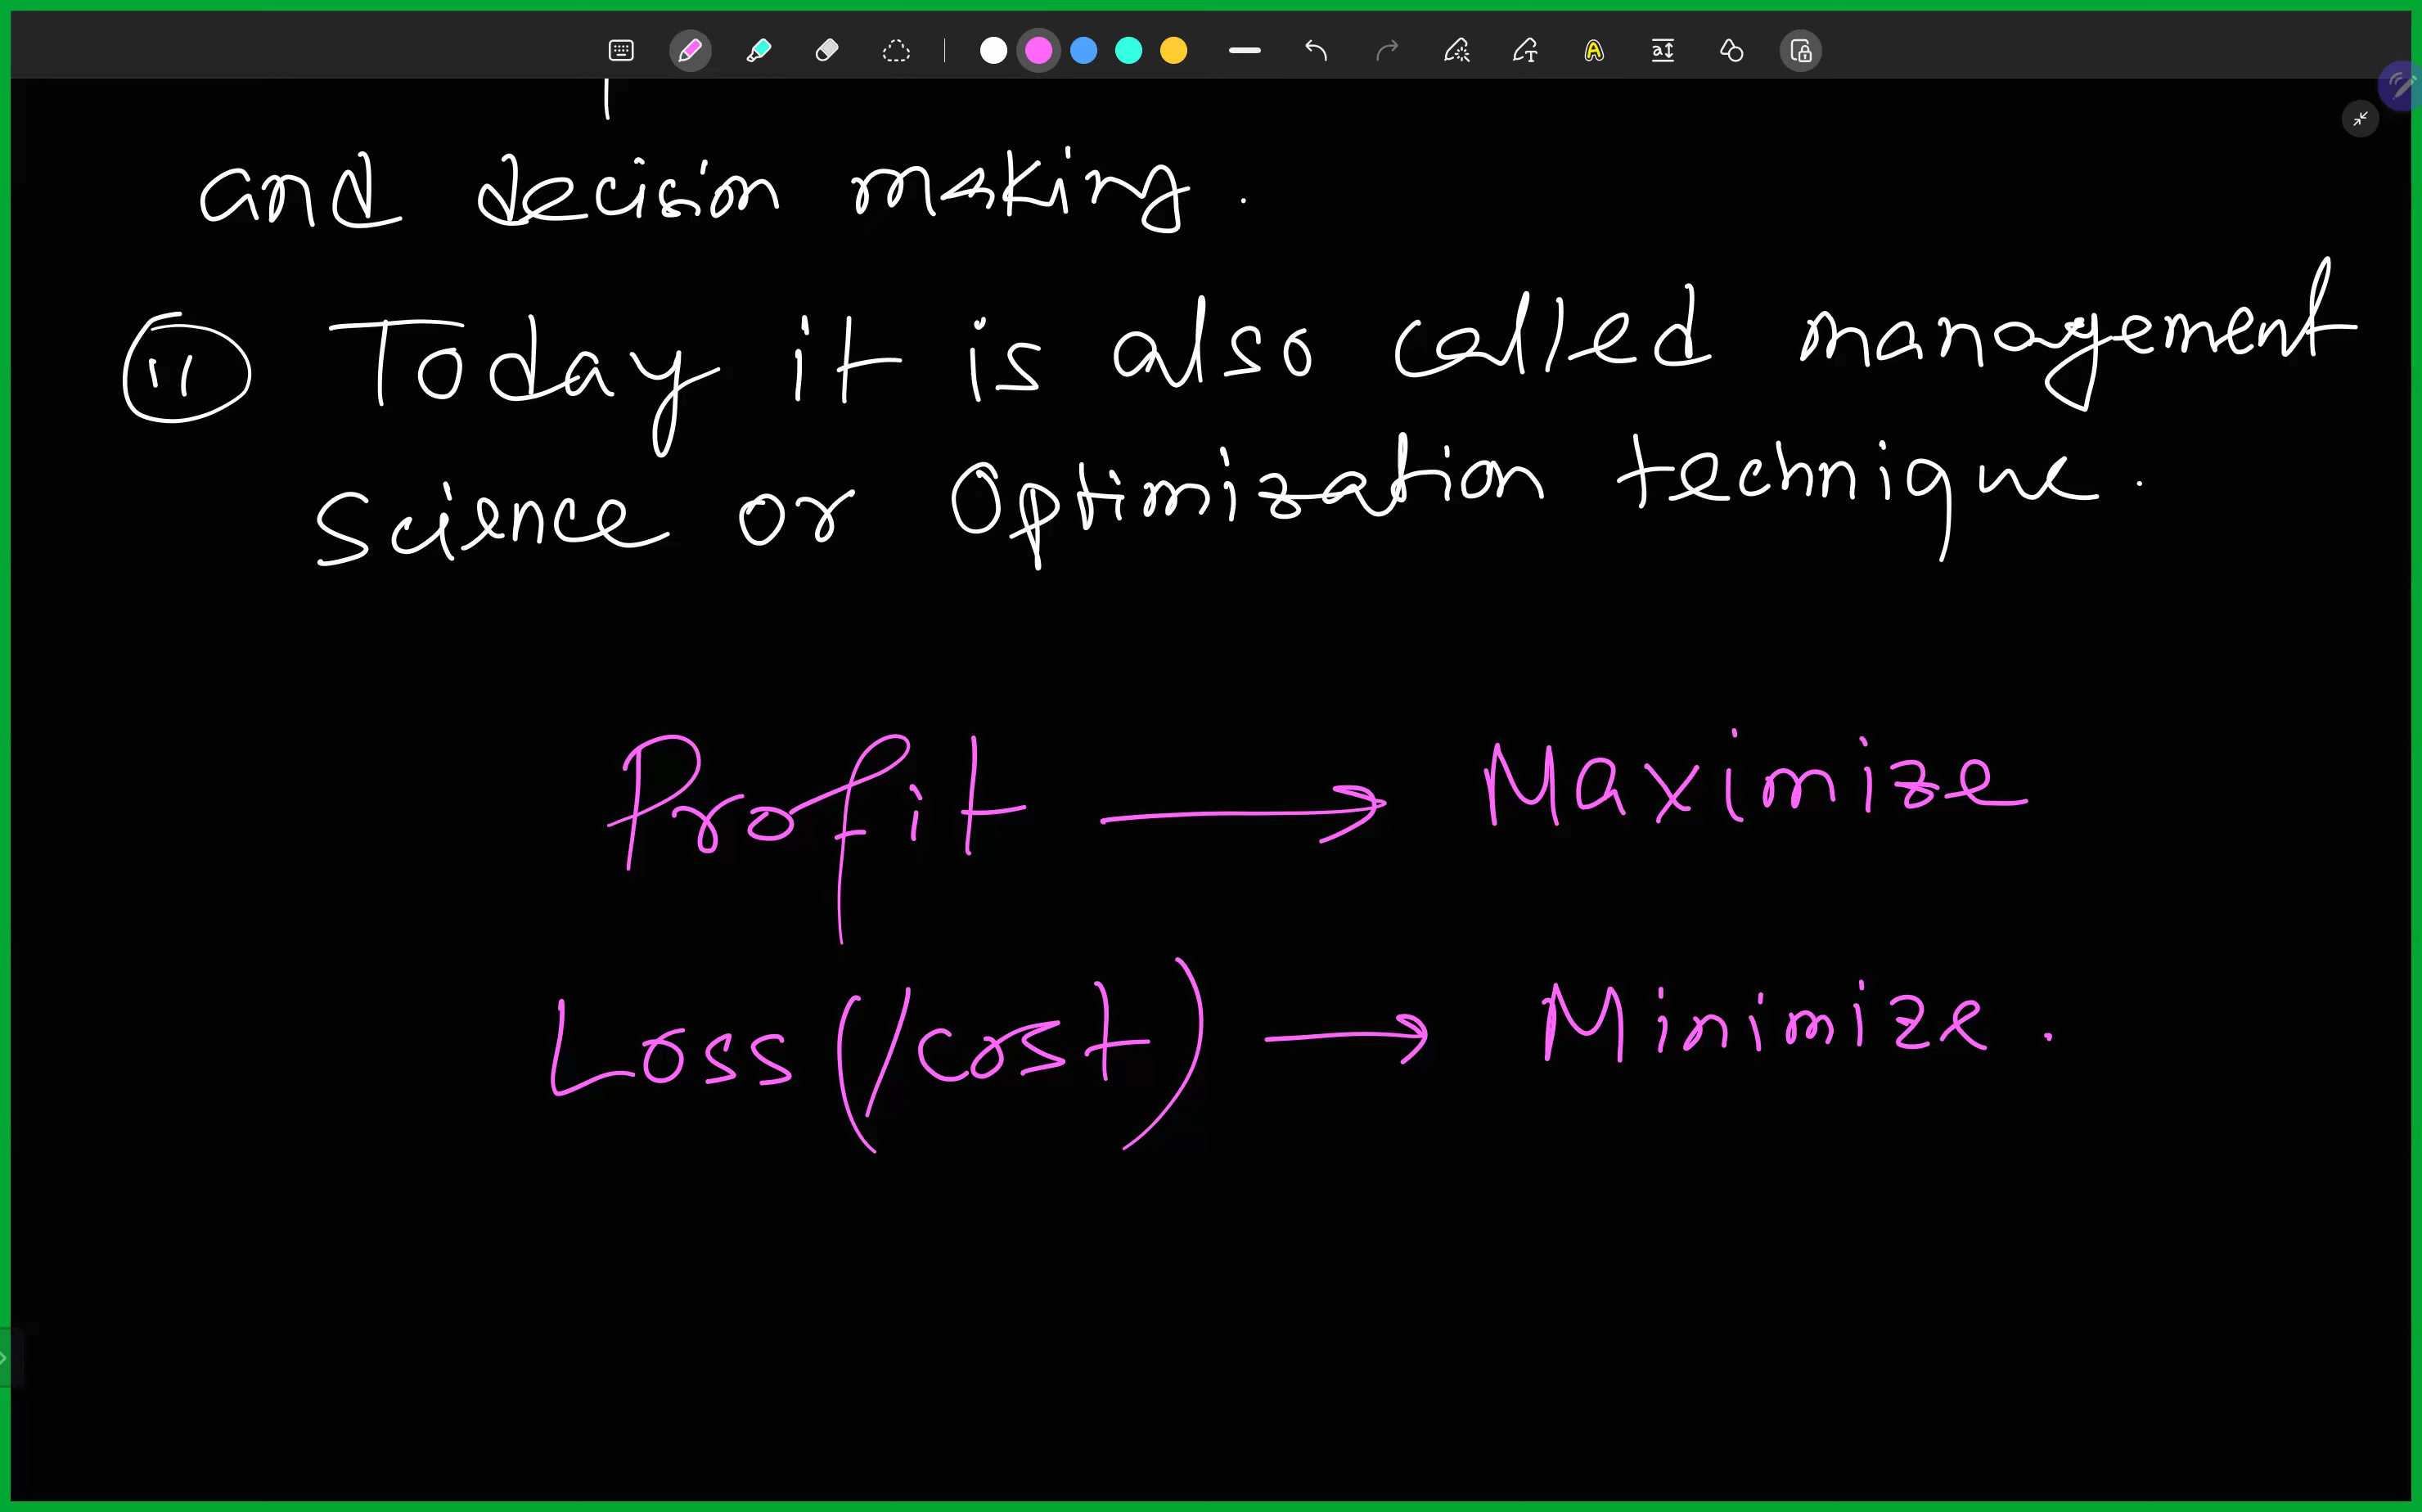 and decision making.
(ii) Today it is also called management
science or optimization technique.
Profit → Maximize
Loss (/cost) → Minimize.